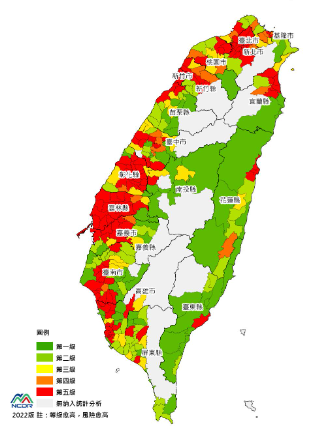 基隆市
臺北市
新北市
桃園市
新竹市
新竹縣
宜蘭縣
苗栗縣
臺中市
彰化縣
南投縣
花蓮縣
雲林縣
嘉義市
嘉義縣
臺南市
高雄市
臺東縣
屏東縣
圖例
第一級
第二級
第三級
第四級
第五級
無納入統計分析
NCDR
2022版 註：等級愈高，風險愈高